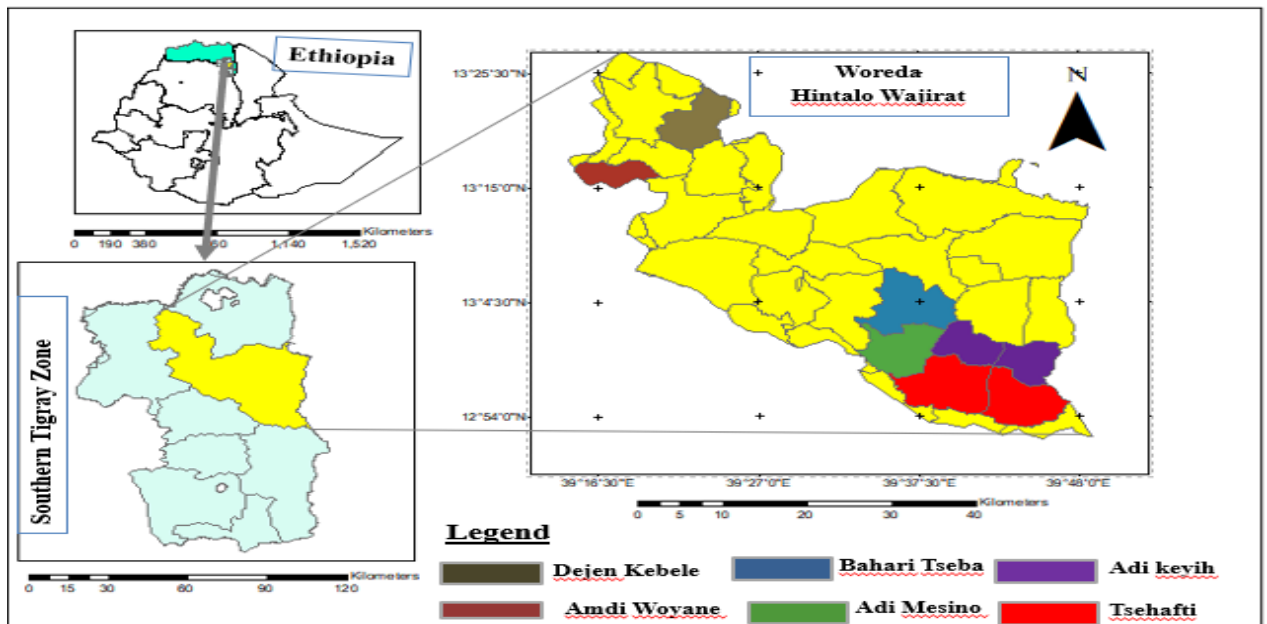 Ethiopia
Kilometers
0 190 380 760 1,140 1,520
Southern Tigray Zone
Kilometers
0 15 30 60 90 120
Woreda
Hintalo Wajirat
N
13°25'30"N
13°15'0"N
13°4'30"N
12°54'0"N
39°16'30"E 39°27'0"E 39°37'30"E 39°48'0"E
Kilometers
0 5 10 20 30 40
Legend
Dejen Kebele
Bahari Tseba
Adi keyih
Amdi Woyane
Adi Mesino
Tsehafti